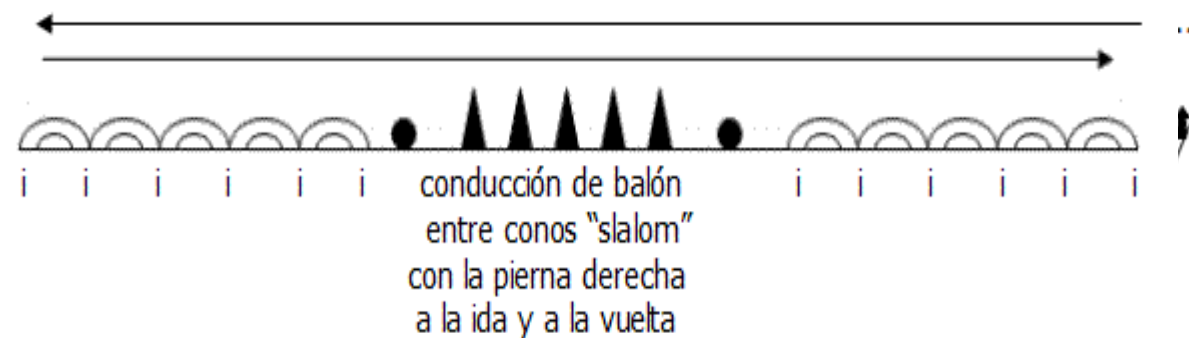 i i i i i i conducción de balón i i i i i i
entre conos “slalom”
con la pierna derecha
a la ida y a la vuelta